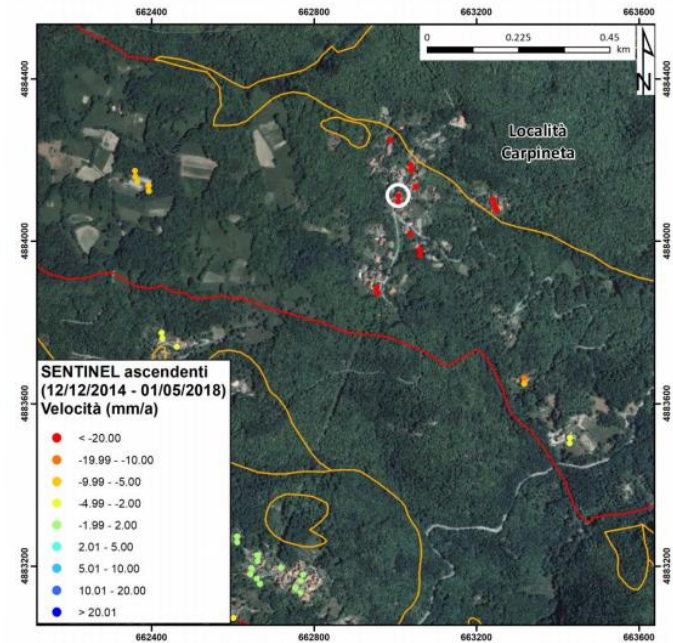 662400 662800 663200 663600
0 0.225 0.45
km
N
4884400 4884400
Località
Carpineta
4884000 4884000
4883600 4883600
SENTINEL ascendenti
(12/12/2014 - 01/05/2018)
Velocità (mm/a)
< -20.00
-19.99 - -10.00
-9.99 - -5.00
-4.99 - -2.00
-1.99 - 2.00
2.01 - 5.00
5.01 - 10.00
10.01 - 20.00
> 20.01
4883200 4883200
662400 662800 663200 663600